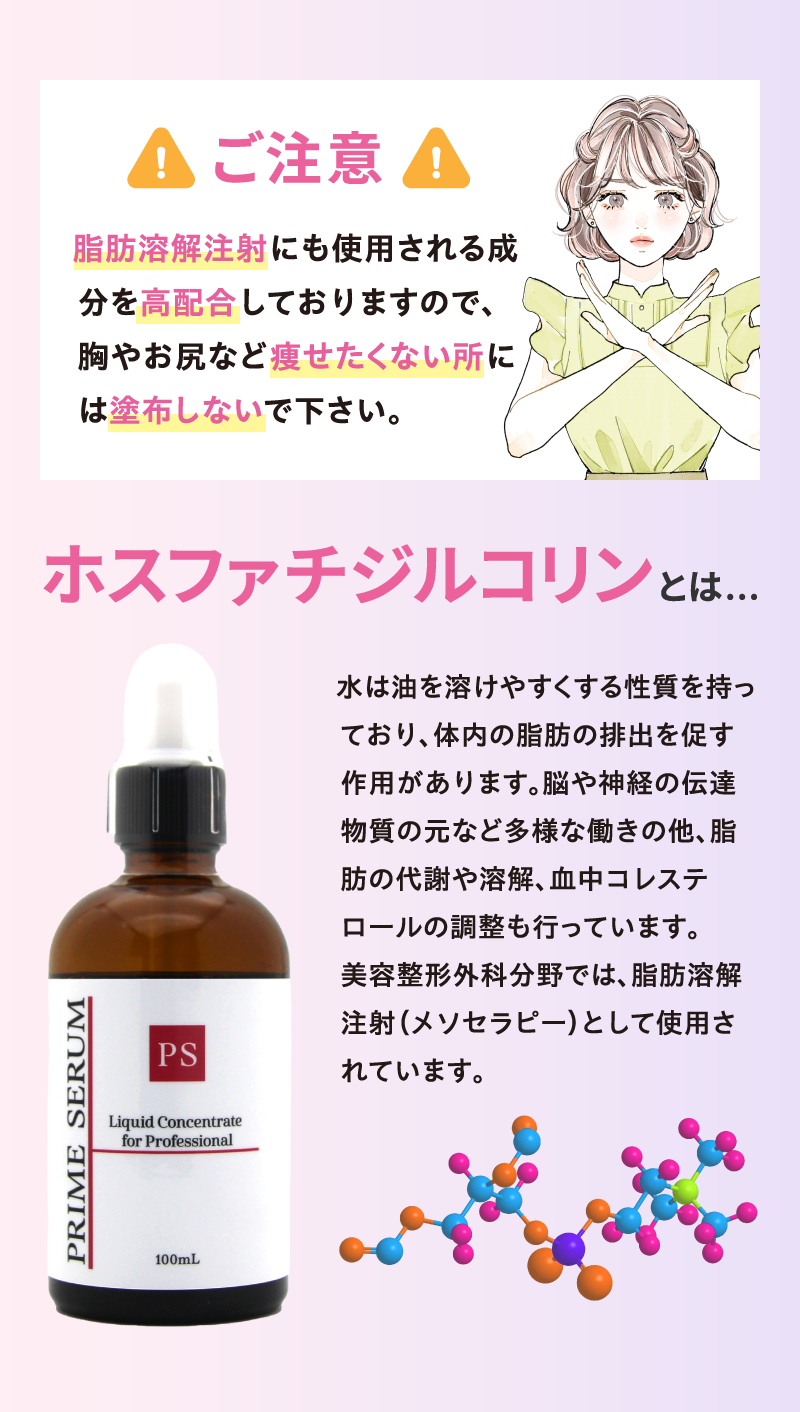 ご注意
脂肪溶解注射にも使用される成
分を高配合しておりますので、
胸やお尻など痩せたくない所に
は塗布しないで下さい。
ホスファチジルコリンとは...
水は油を溶けやすくする性質を持っ
ており、体内の脂肪の排出を促す
作用があります。脳や神経の伝達
物質の元など多様な働きの他、脂
肪の代謝や溶解、血中コレステ
ロールの調整も行っています。
美容整形外科分野では、脂肪溶解
注射(メソセラピー)として使用さ
れています。
PRIME SERUM
PS
Liquid Concentrate
for Professional
100mL